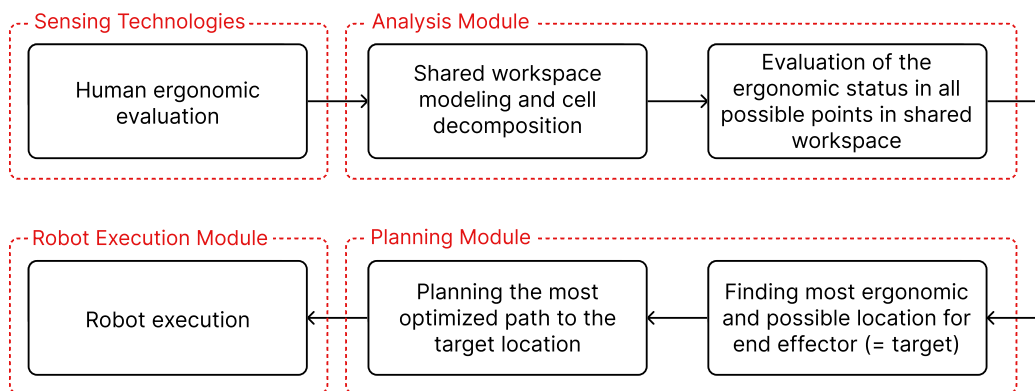 Sensing Technologies
Human ergonomic
evaluation
Analysis Module
Shared workspace
modeling and cell
decomposition
Evaluation of the
ergonomic status in all
possible points in shared
workspace
Robot Execution Module
Robot execution
Planning Module
Planning the most
optimized path to the
target location
Finding most ergonomic
and possible location for
end effector (= target)